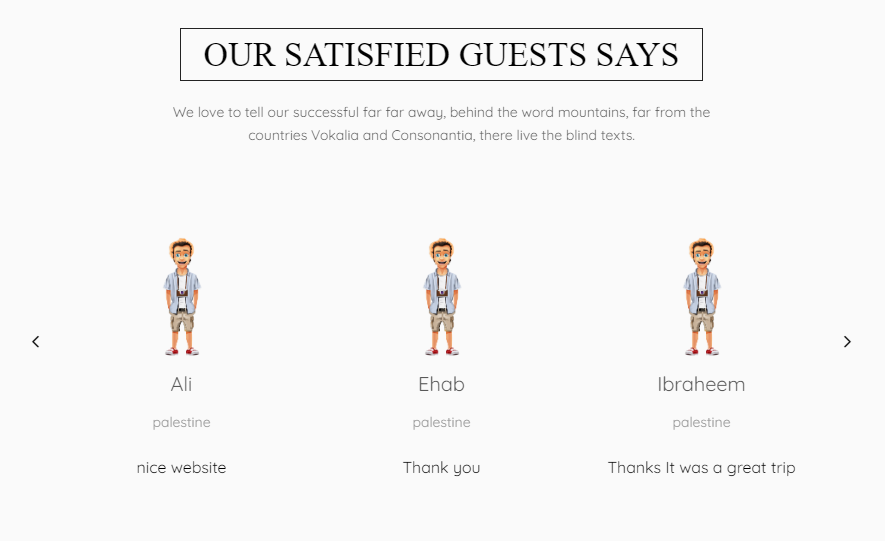 OUR SATISFIED GUESTS SAYS
We love to tell our successful far far away, behind the word mountains, far from the
countries Vokalia and Consonantia, there live the blind texts.
Ali
Ehab
Ibraheem
palestine
palestine
palestine
nice website
Thank you
Thanks It was a great trip